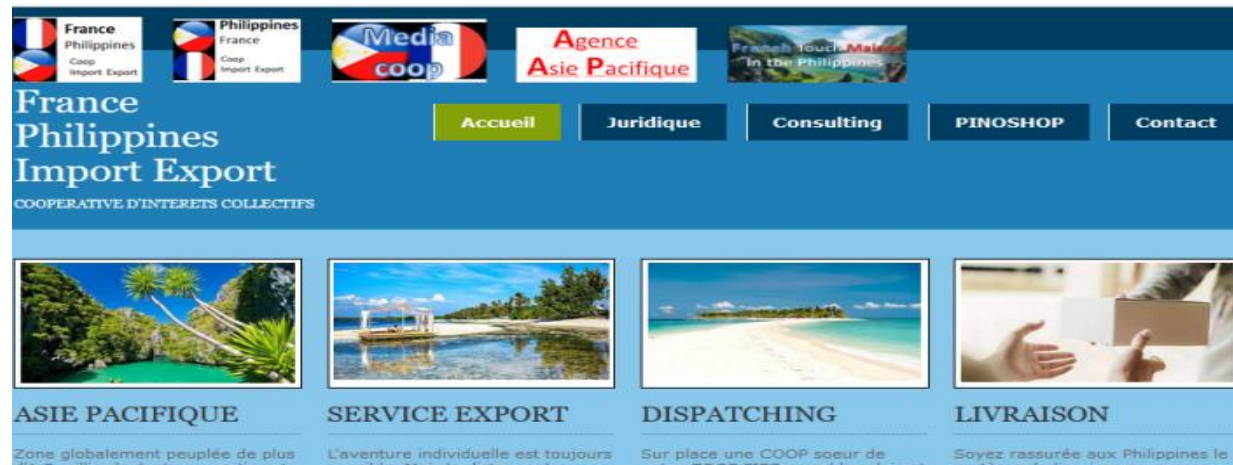 France
Philippines
Coop
Import Export
Philippines
France
Coop
Import Export
Media
coop
Agence
Asie Pacifique
French Touch
In the Philippines
France
Philippines
Import Export
COOPERATIVE D'INTERETS COLLECTIFS
Accueil
Juridique
Consulting
PINOSHOP
Contact
ASIE PACIFIQUE
SERVICE EXPORT
DISPATCHING
LIVRAISON
Zone globalement peuplée de plus
L'aventure individuelle est toujours
Sur place une COOP soeur de
Soyez rassurée aux Philippines le